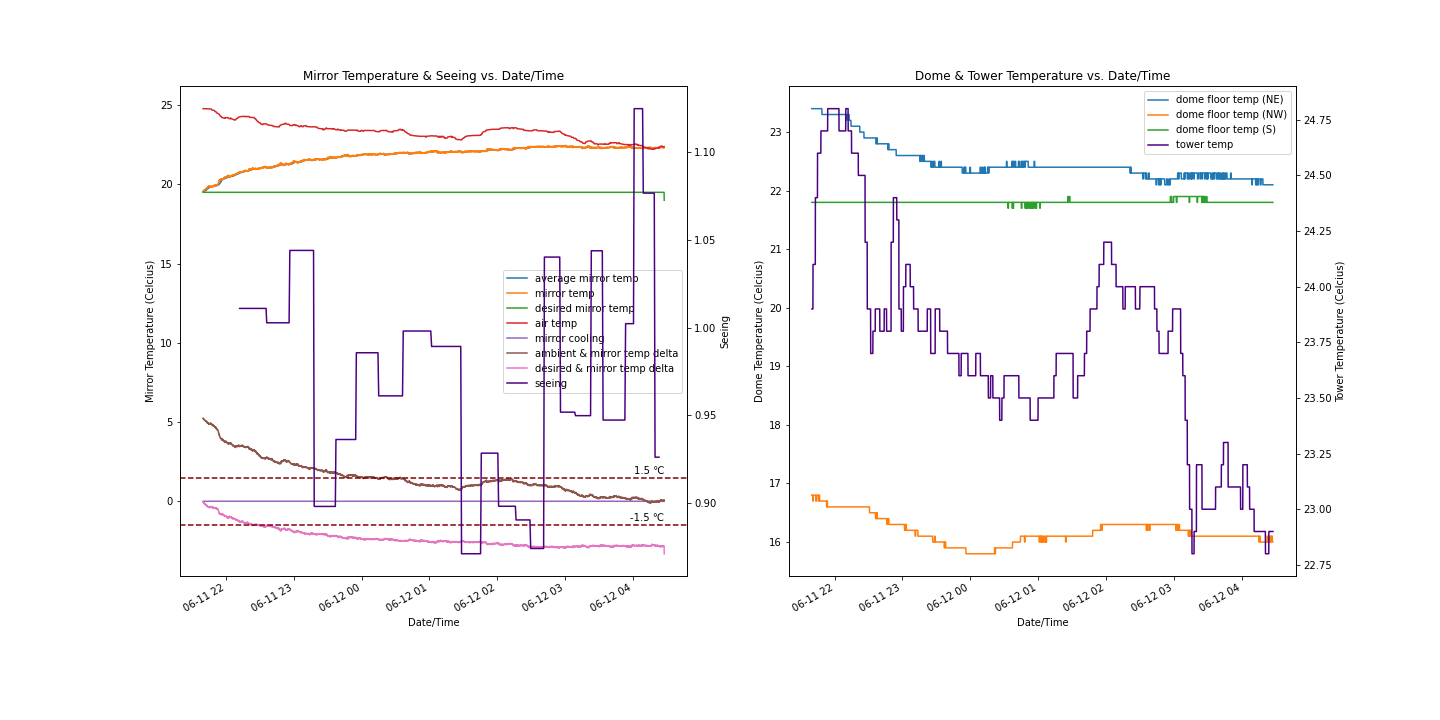 Mirror Temperature & Seeing vs. Date/Time
25
20
15
10
5
0
Mirror Temperature (Celcius)
average mirror temp
mirror temp
desired mirror temp
air temp
mirror cooling
ambient & mirror temp delta
desired & mirror temp delta
seeing
1.5 °C
-1.5 °C
1.10
1.05
1.00
0.95
0.90
Seeing
06-11 22
06-11 23
06-12 00
06-12 01
06-12 02
06-12 03
06-12 04
Date/Time
Dome & Tower Temperature vs. Date/Time
23
22
21
20
19
18
17
16
Dome Temperature (Celcius)
dome floor temp (NE)
dome floor temp (NW)
dome floor temp (S)
tower temp
24.75
24.50
24.25
24.00
23.75
23.50
23.25
23.00
22.75
Tower Temperature (Celcius)
06-11 22
06-11 23
06-12 00
06-12 01
06-12 02
06-12 03
06-12 04
Date/Time